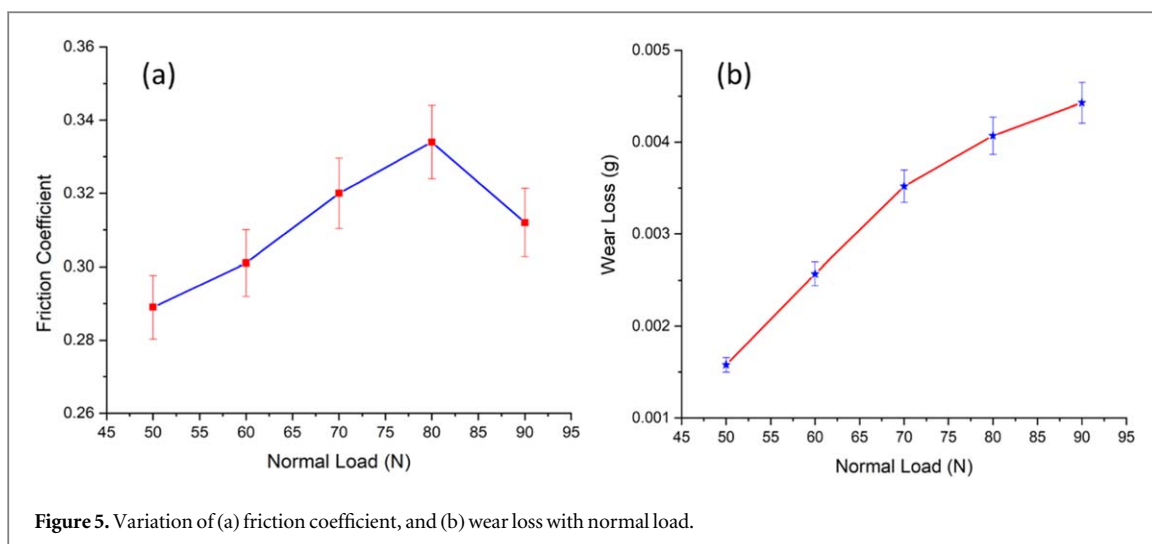 (a)
Friction Coefficient
0.36
0.34
0.32
0.30
0.28
0.26
45 50 55 60 65 70 75 80 85 90 95
Normal Load (N)
(b)
Wear Loss (g)
0.005
0.004
0.003
0.002
0.001
45 50 55 60 65 70 75 80 85 90 95
Normal Load (N)
Figure 5. Variation of (a) friction coefficient, and (b) wear loss with normal load.